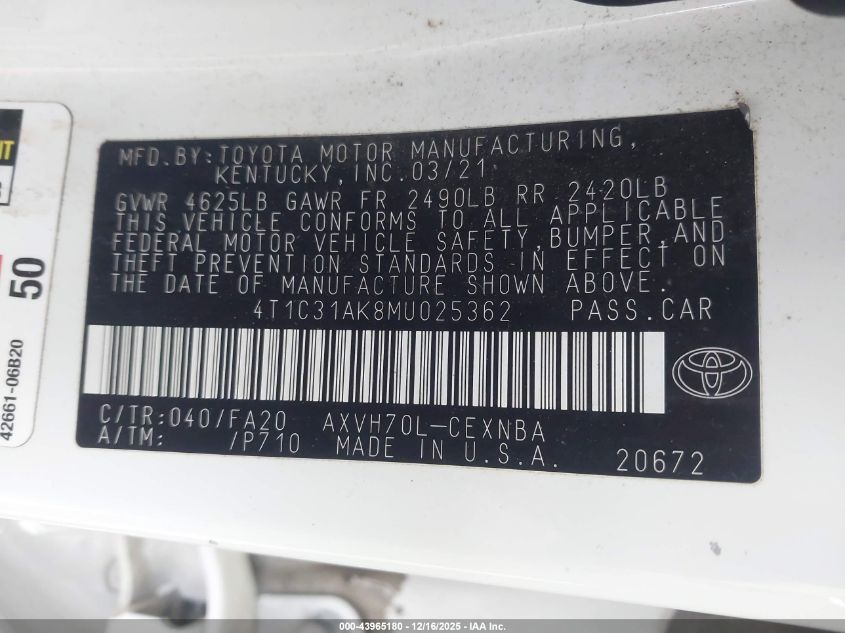 MFD. BY: TOYOTA MOTOR MANUFACTURING,
KENTUCKY, INC. 03/21
GVWR 4625LB GAWR FR 2490LB RR 2420LB
THIS VEHICLE CONFORMS TO ALL APPLICABLE
FEDERAL MOTOR VEHICLE SAFETY, BUMPER, AND
THEFT PREVENTION STANDARDS IN EFFECT ON
THE DATE OF MANUFACTURE SHOWN ABOVE.
4T1C31AK8MU025362 PASS. CAR
C/TR: 040/FA20 AXVH70L-CEXNBA
A/TM: /P710 MADE IN U.S.A. 20672
50
42661-06B20
000-43965180 - 12/16/2025 - IAA Inc.